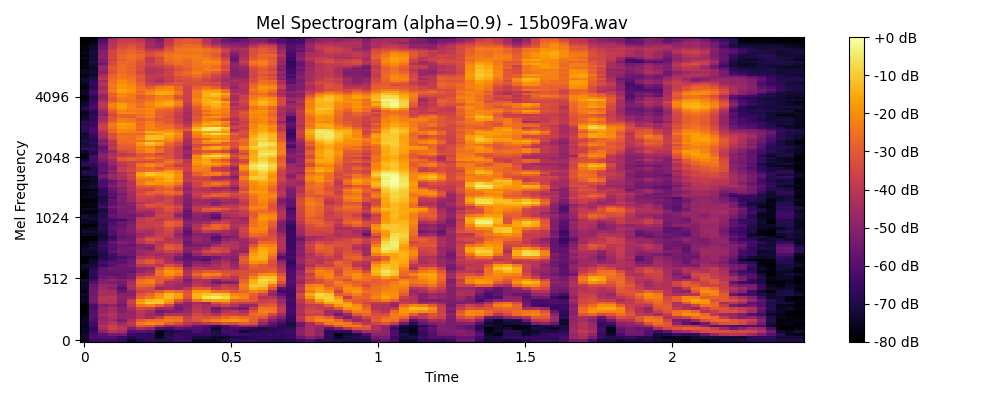 Mel Spectrogram (alpha=0.9) - 15b09Fa.wav
Mel Frequency
4096
2048
1024
512
0
0
0.5
1
1.5
2
Time
+0 dB
-10 dB
-20 dB
-30 dB
-40 dB
-50 dB
-60 dB
-70 dB
-80 dB